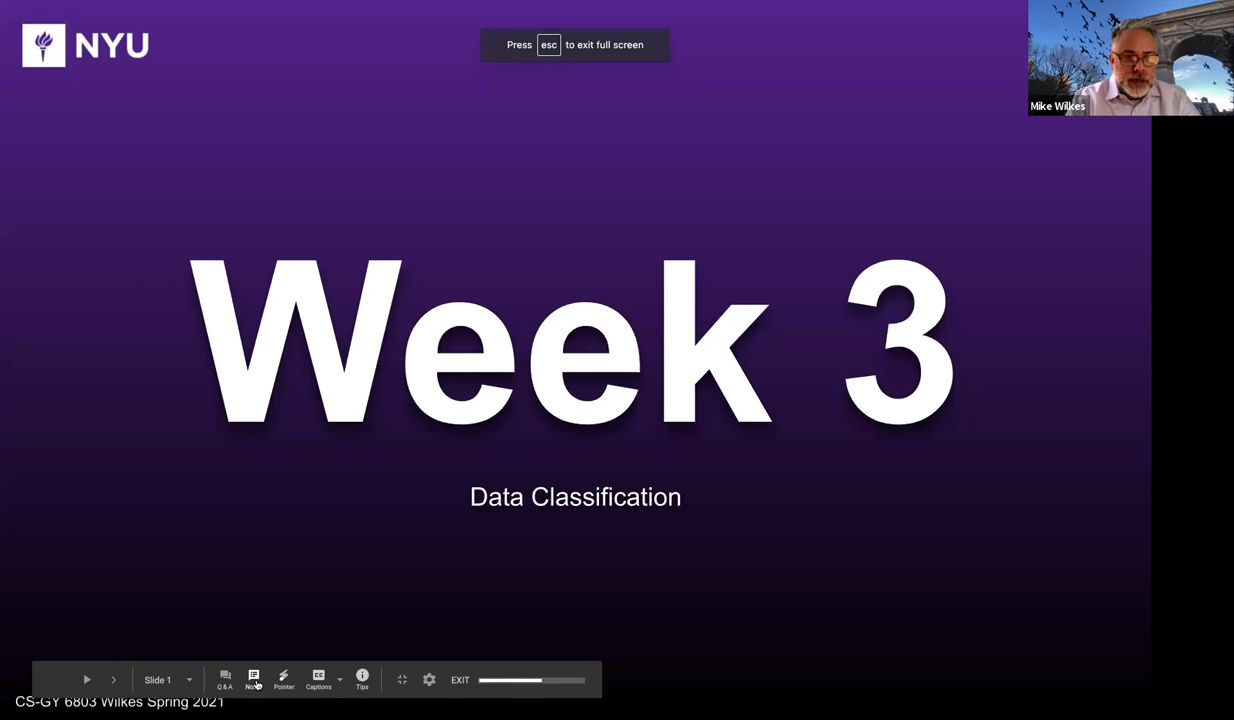 NYU
Press esc to exit full screen
Mike Wilkes
Week 3
Data Classification
Slide 1
Q & A
Pointer
Captions
Tips
EXIT
CS-GY 6803 Wilkes Spring 2021